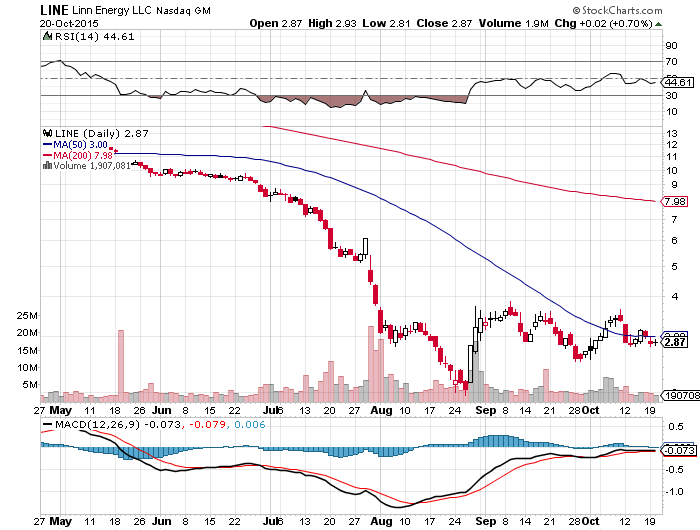 LINE Linn Energy LLC Nasdaq GM
© StockCharts.com
20-Oct-2015 Open 2.87 High 2.93 Low 2.81 Close 2.87 Volume 1.9M Chg +0.02 (+0.70%)
RSI(14) 44.61
90
70
50
44.61
30
10
LINE (Daily) 2.87
MA(50) 3.00
MA(200) 7.98
Volume 1,907,081
13
12
11
10
9
7.98
7
6
5
4
2.87
25M
20M
15M
10M
5M
190708
27 May 11 18 Jun 8 15 22 Jul 6 13 20 27 Aug 10 17 24 Sep 8 14 21 28 Oct 12 19
MACD(12,26,9) -0.073, -0.079, 0.006
0.5
-0.073
-0.5
-1.0
27 May 11 18 Jun 8 15 22 Jul 6 13 20 27 Aug 10 17 24 Sep 8 14 21 28 Oct 12 19